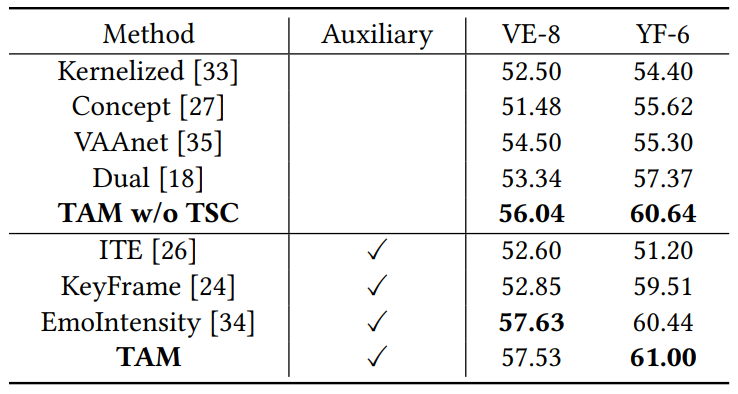 Method Auxiliary VE-8 YF-6
Kernelized [33] 52.50 54.40
Concept [27] 51.48 55.62
VAAnet [35] 54.50 55.30
Dual [18] 53.34 57.37
TAM w/o TSC 56.04 60.64
ITE [26] ✓ 52.60 51.20
KeyFrame [24] ✓ 52.85 59.51
EmoIntensity [34] ✓ 57.63 60.44
TAM ✓ 57.53 61.00